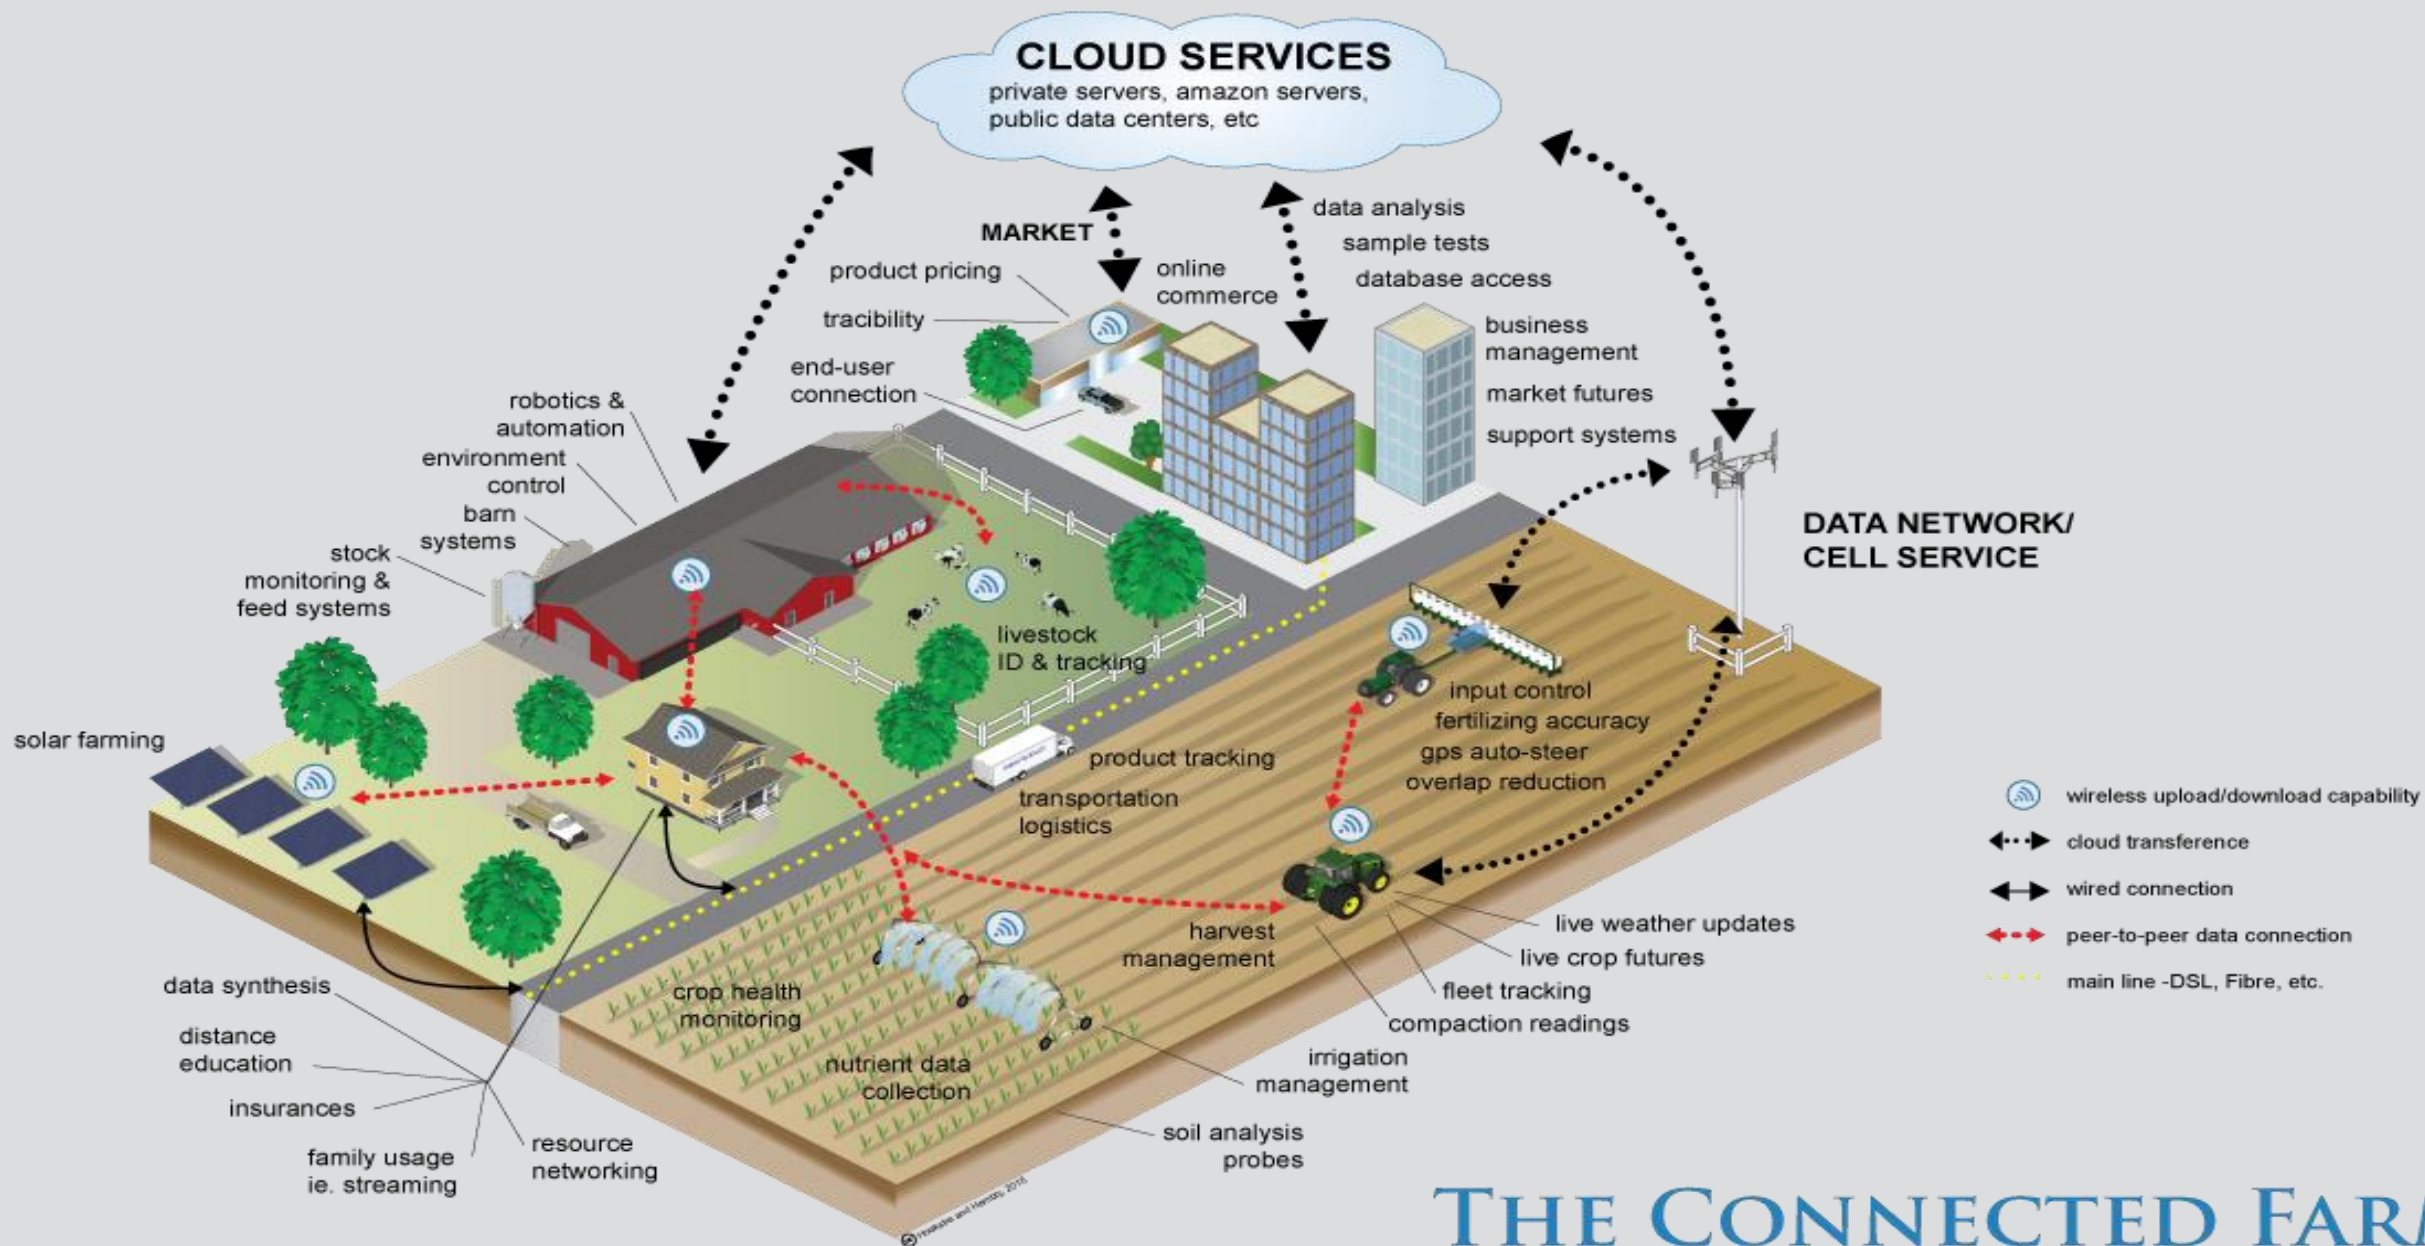 CLOUD SERVICES
private servers, amazon servers,
public data centers, etc
MARKET
product pricing
tracibility
end-user
connection
online
commerce
data analysis
sample tests
database access
business
management
market futures
support systems
robotics &
automation
environment
control
barn
systems
stock
monitoring &
feed systems
DATA NETWORK/
CELL SERVICE
livestock
ID & tracking
solar farming
input control
fertilizing accuracy
gps auto-steer
overlap reduction
product tracking
transportation
logistics
wireless upload/download capability
cloud transference
wired connection
peer-to-peer data connection
main line -DSL, Fibre, etc.
harvest
management
live weather updates
live crop futures
fleet tracking
compaction readings
crop health
monitoring
nutrient data
collection
irrigation
management
soil analysis
probes
data synthesis
distance
education
insurances
family usage
ie. streaming
resource
networking
THE CONNECTED FARM